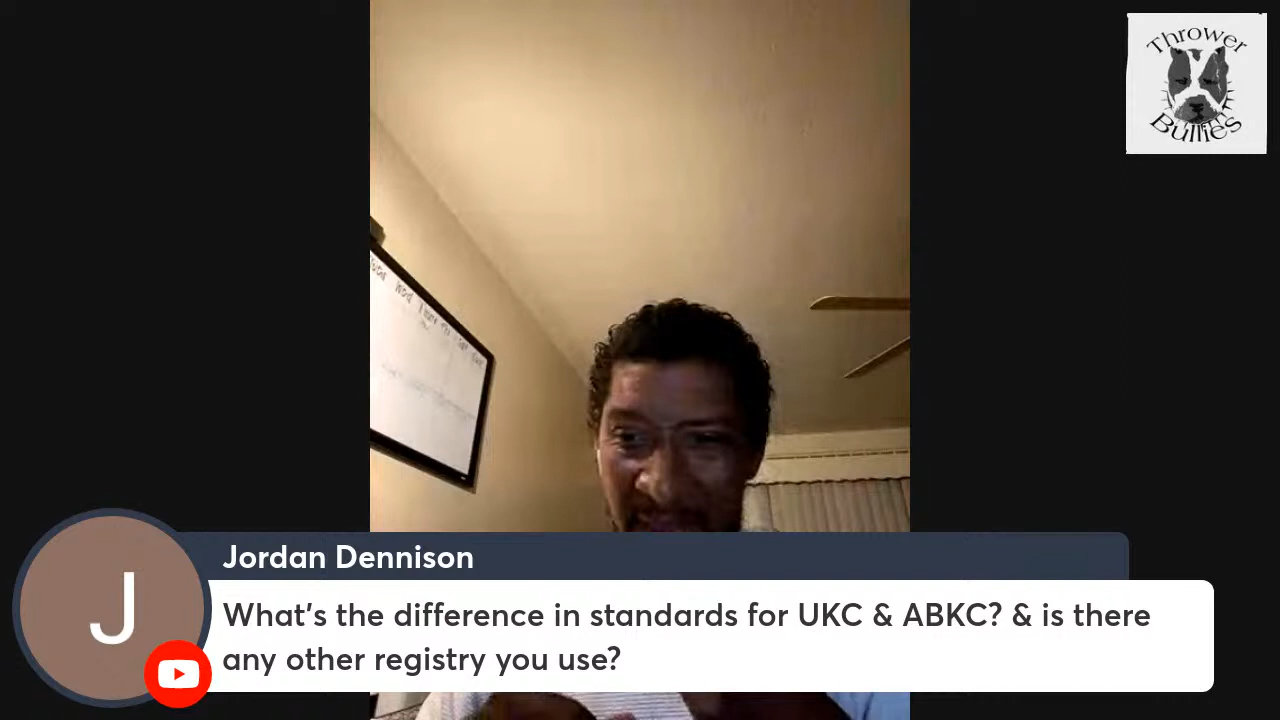 Thrower
Bullies
Jordan Dennison
J
What's the difference in standards for UKC & ABKC? & is there
any other registry you use?